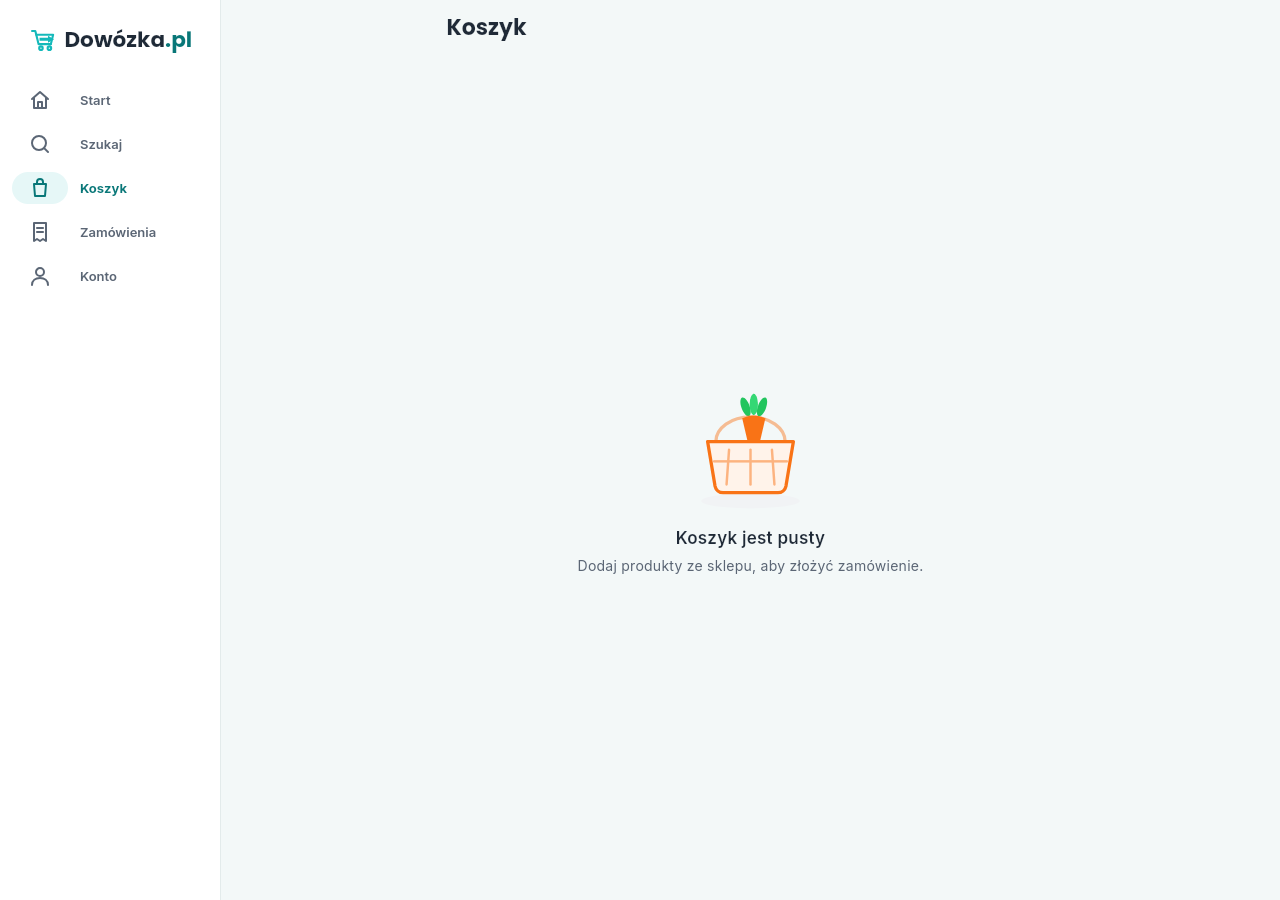 Dowózka.pl
Start
Szukaj
Koszyk
Zamówienia
Konto
Koszyk
Koszyk jest pusty
Dodaj produkty ze sklepu, aby złożyć zamówienie.